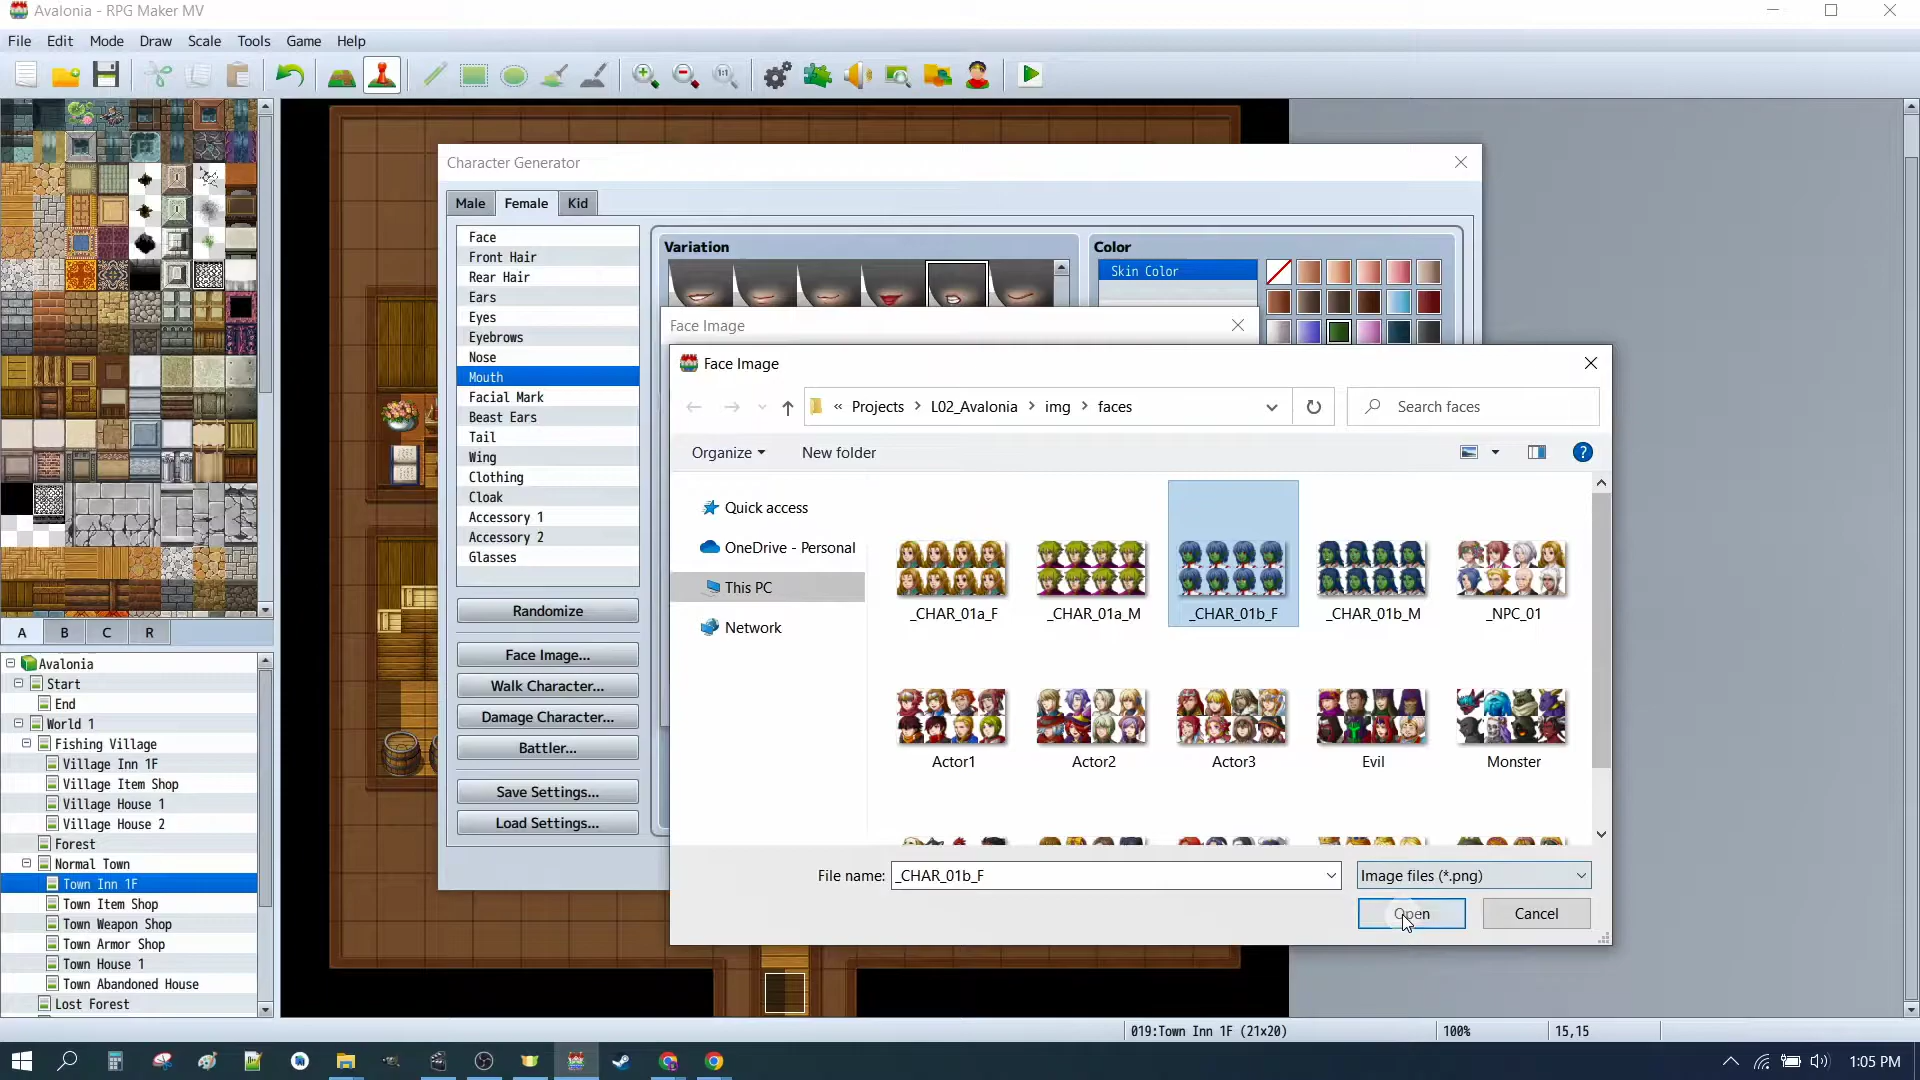 Avalonia - RPG Maker MV
File Edit Mode Draw Scale Tools Game Help
1:1
Character Generator
Male Female Kid
Face
Front Hair
Rear Hair
Ears
Eyes
Eyebrows
Nose
Mouth
Facial Mark
Beast Ears
Tail
Wing
Clothing
Cloak
Accessory 1
Accessory 2
Glasses
Randomize
Face Image...
Walk Character...
Damage Character...
Battler...
Save Settings...
Load Settings...
Variation
Color
Skin Color
Face Image
Face Image
« Projects > L02_Avalonia > img > faces
Search faces
Organize
New folder
?
Quick access
OneDrive - Personal
This PC
Network
_CHAR_01a_F
_CHAR_01a_M
_CHAR_01b_F
_CHAR_01b_M
_NPC_01
Actor1
Actor2
Actor3
Evil
Monster
File name: _CHAR_01b_F
Image files (*.png)
Open
Cancel
A B C R
Avalonia
Start
End
World 1
Fishing Village
Village Inn 1F
Village Item Shop
Village House 1
Village House 2
Forest
Normal Town
Town Inn 1F
Town Item Shop
Town Weapon Shop
Town Armor Shop
Town House 1
Town Abandoned House
Lost Forest
019:Town Inn 1F (21x20)
100%
15,15
1:05 PM